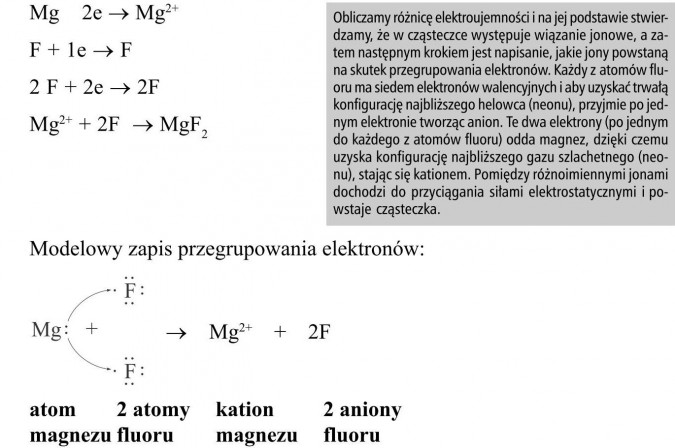 Mg 2e → Mg²⁺
F + 1e → F
2 F + 2e → 2F
Mg²⁺ + 2F → MgF₂
Obliczamy różnicę elektroujemności i na jej podstawie stwier-
dzamy, że w cząsteczce występuje wiązanie jonowe, a za-
tem następnym krokiem jest napisanie, jakie jony powstaną
na skutek przegrupowania elektronów. Każdy z atomów flu-
oru ma siedem elektronów walencyjnych i aby uzyskać trwałą
konfigurację najbliższego helowca (neonu), przyjmie po jed-
nym elektronie tworząc anion. Te dwa elektrony (po jednym
do każdego z atomów fluoru) odda magnez, dzięki czemu
uzyska konfigurację najbliższego gazu szlachetnego (neo-
nu), stając się kationem. Pomiędzy różnoimiennymi jonami
dochodzi do przyciągania siłami elektrostatycznymi i po-
wstaje cząsteczka.
Modelowy zapis przegrupowania elektronów:
F:
Mg: + → Mg²⁺ + 2F
F:
atom 2 atomy kation 2 aniony
magnezu fluoru magnezu fluoru